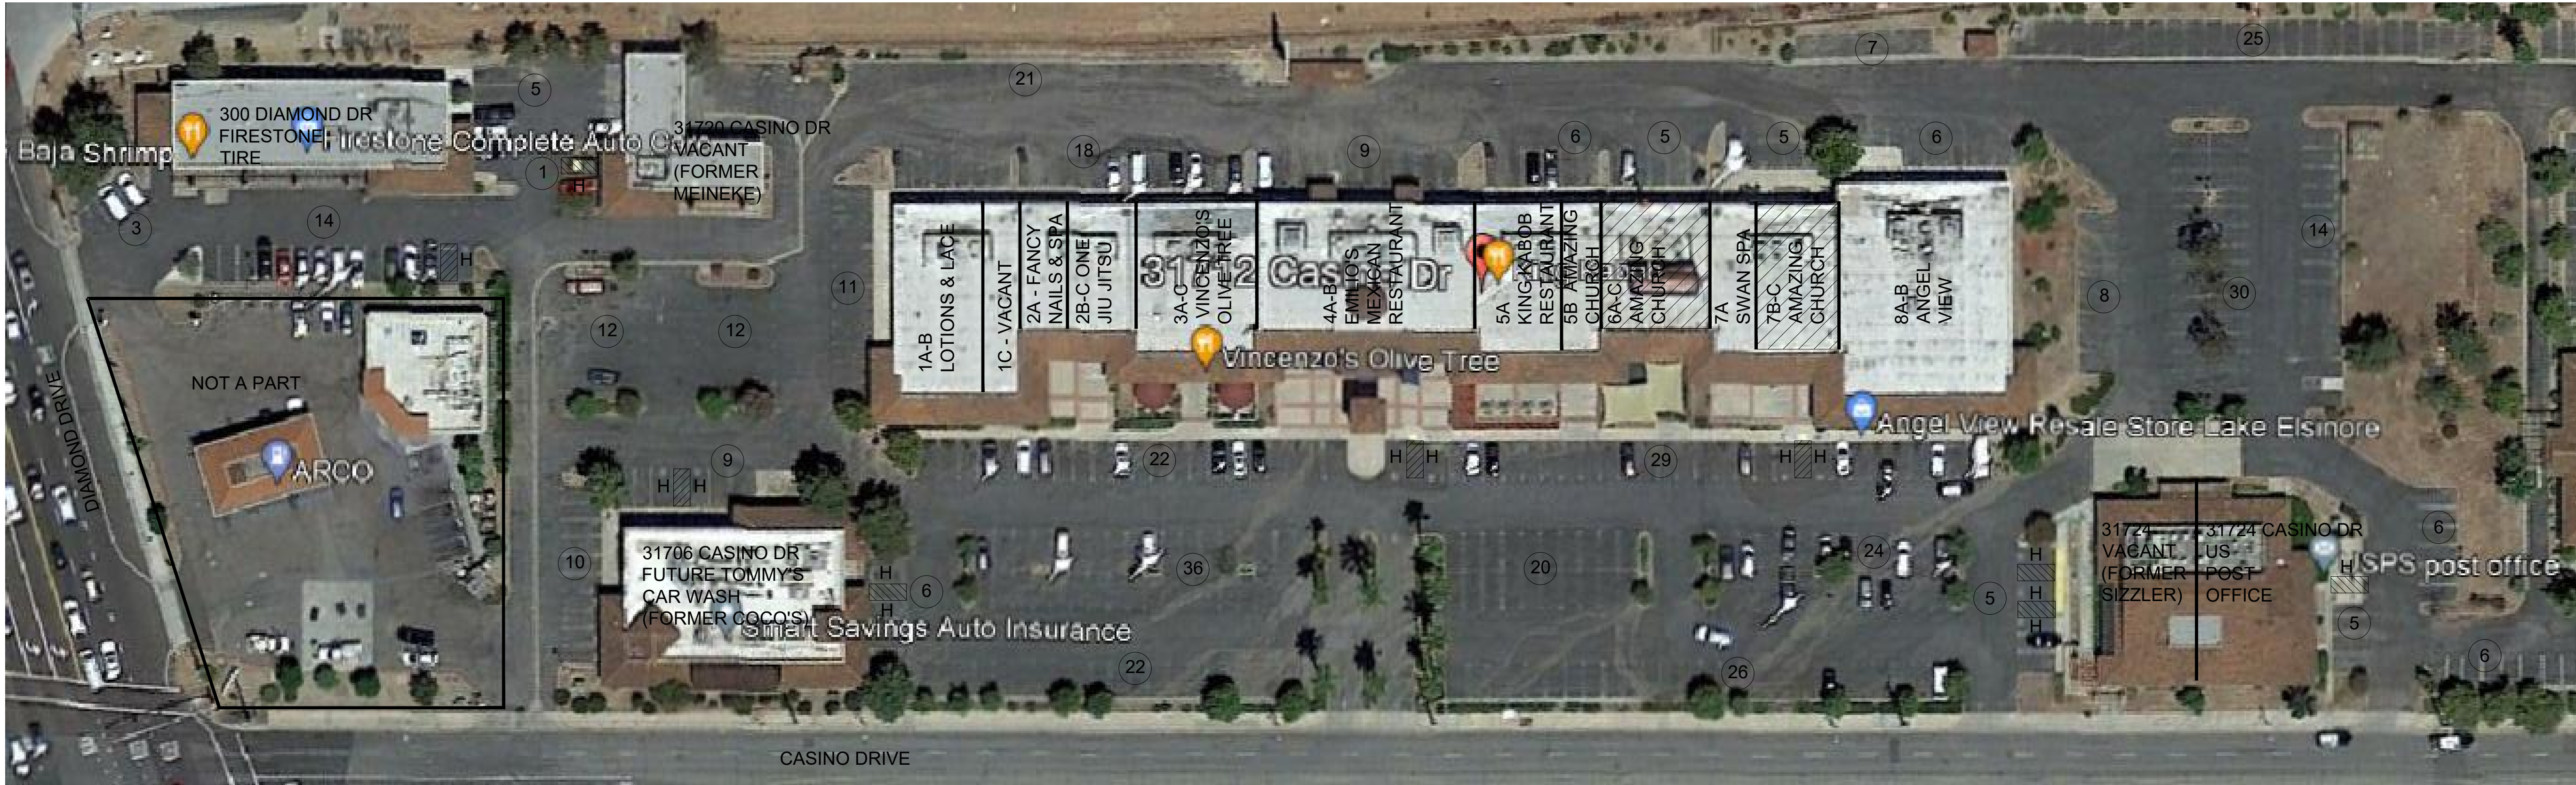 25
7
21
5
300 DIAMOND DR
FIRESTONE
TIRE
Firestone Complete Auto C
31720 CASINO DR
VACANT
(FORMER
MEINEKE)
Baja Shrimp
1
H
18
9
6
5
5
6
3
14
H
14
11
12
12
8
30
1A-B
LOTIONS & LACE
1C - VACANT
2A - FANCY
NAILS & SPA
2B-C ONE
JIU JITSU
3A-C
VINCENZO'S
OLIVE TREE
4A-B
EMILIO'S
MEXICAN
RESTAURANT
5A
KING KABOB
RESTAURANT
5B AMAZING
CHURCH
6A-C
AMAZING
CHURCH
7A
SWAN SPA
7B-C
AMAZING
CHURCH
8A-B
ANGEL
VIEW
Vincenzo's Olive Tree
Angel View Resale Store Lake Elsinore
NOT A PART
DIAMOND DRIVE
ARCO
9
H H
22
H H
29
H H
10
31706 CASINO DR
FUTURE TOMMY'S
CAR WASH
(FORMER COCO'S)
Smart Savings Auto Insurance
H
H
6
36
20
24
5
H
H
H
31724
VACANT
(FORMER
SIZZLER)
31724 CASINO DR
US
POST
OFFICE
USPS post office
H
6
5
6
22
26
CASINO DRIVE